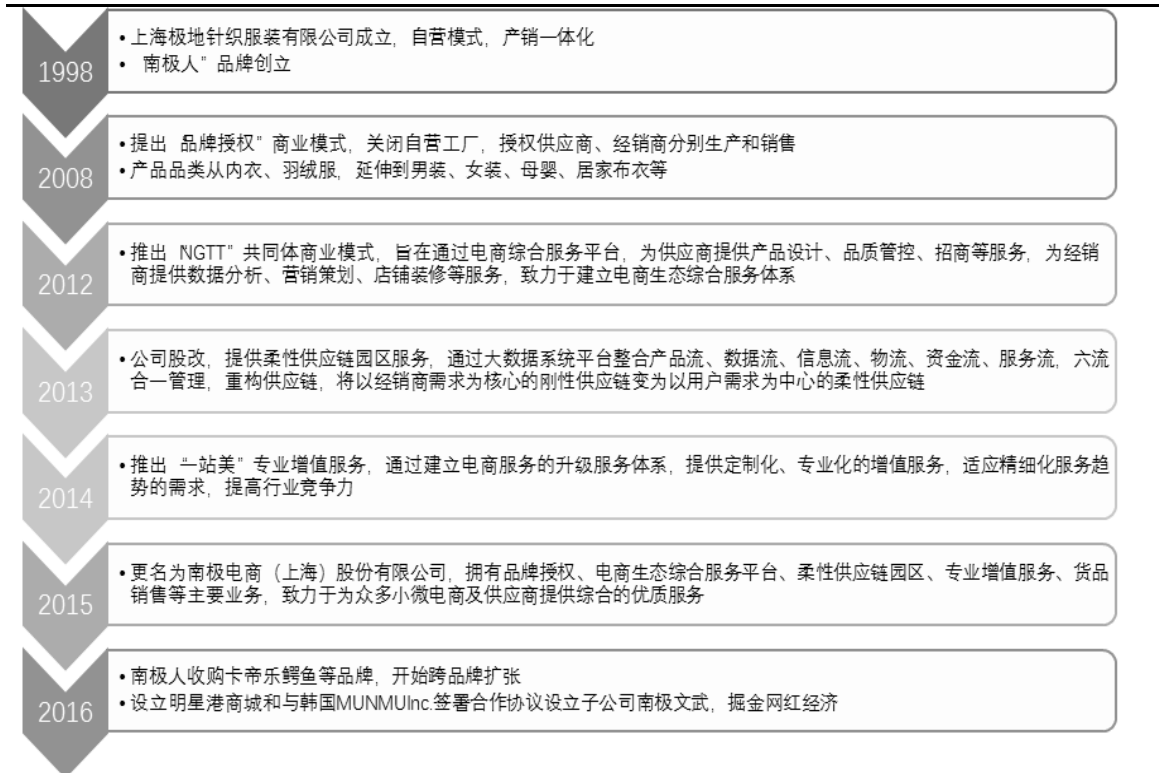 1998
• 上海极地针织服装有限公司成立，自营模式，产销一体化
• 南极人”品牌创立
2008
• 提出 品牌授权”商业模式，关闭自营工厂，授权供应商、经销商分别生产和销售
• 产品品类从内衣、羽绒服，延伸到男装、女装、母婴、居家布衣等
2012
• 推出 NGTT”共同体商业模式，旨在通过电商综合服务平台，为供应商提供产品设计、品质管控、招商等服务，为经销
商提供数据分析、营销策划、店铺装修等服务，致力于建立电商生态综合服务体系
2013
• 公司股改，提供柔性供应链园区服务，通过大数据系统平台整合产品流、数据流、信息流、物流、资金流、服务流，六流
合一管理，重构供应链，将以经销商需求为核心的刚性供应链变为以用户需求为中心的柔性供应链
2014
• 推出 “一站美”专业增值服务，通过建立电商服务的升级服务体系，提供定制化、专业化的增值服务，适应精细化服务趋
势的需求，提高行业竞争力
2015
• 更名为南极电商（上海）股份有限公司，拥有品牌授权、电商生态综合服务平台、柔性供应链园区、专业增值服务、货品
销售等主要业务，致力于为众多小微电商及供应商提供综合的优质服务
2016
• 南极人收购卡帝乐鳄鱼等品牌，开始跨品牌扩张
• 设立明星港商城和与韩国MUNMUInc.签署合作协议设立子公司南极文武，掘金网红经济